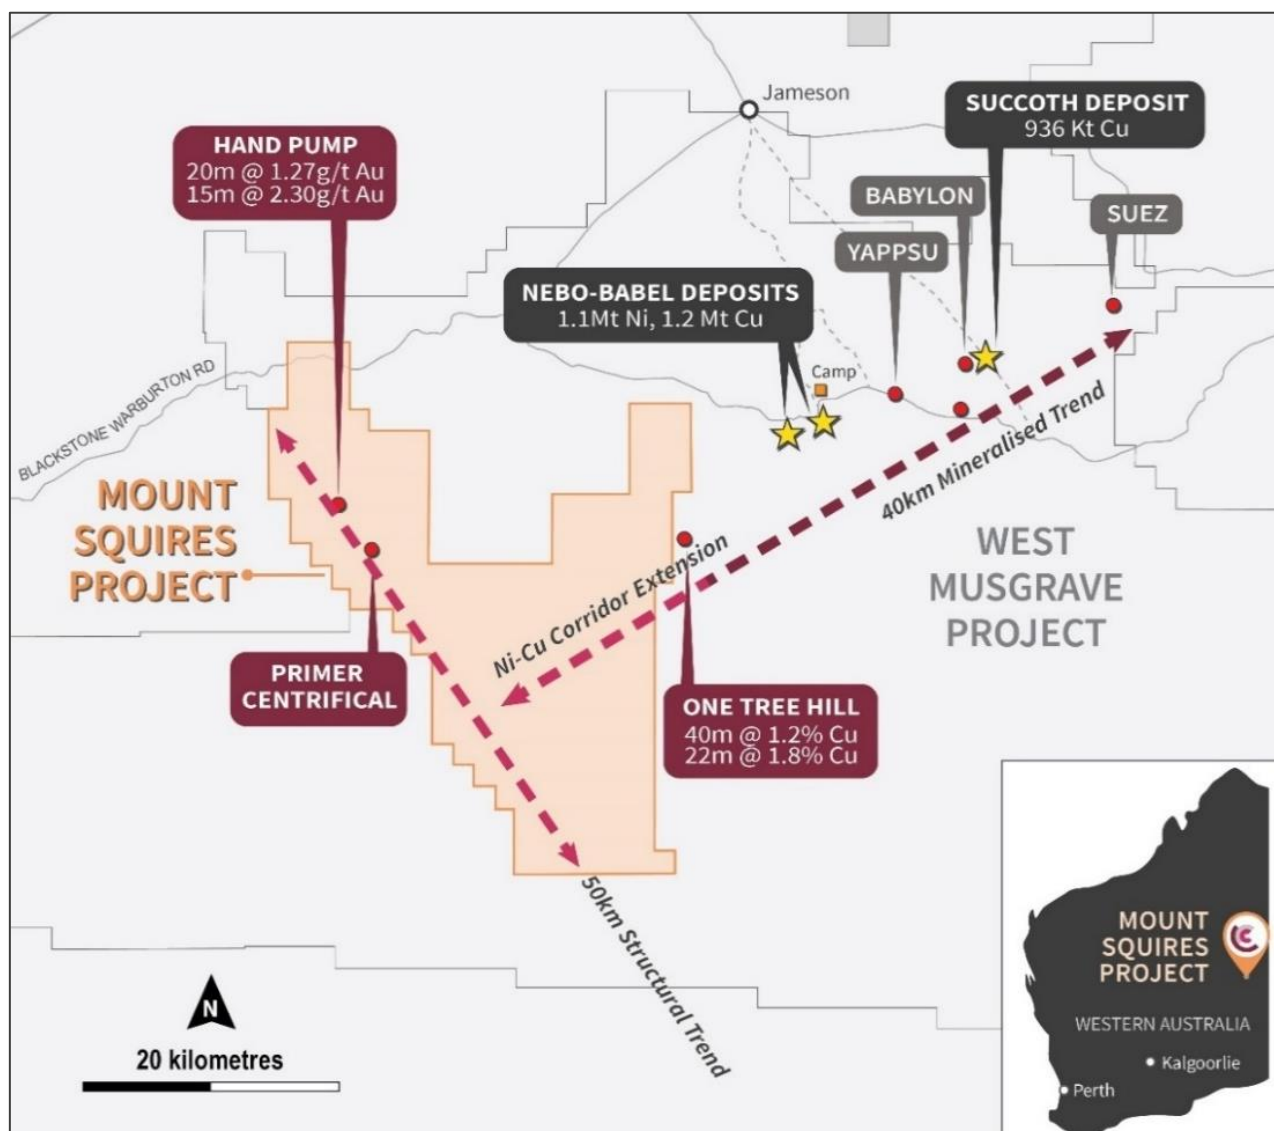 Jameson
SUCCOTH DEPOSIT
936 Kt Cu
HAND PUMP
20m @ 1.27g/t Au
15m @ 2.30g/t Au
BABYLON
SUEZ
YAPPSU
NEBO-BABEL DEPOSITS
1.1Mt Ni, 1.2 Mt Cu
Camp
BLACKSTONE WARBURTON RD
40km Mineralised Trend
MOUNT
SQUIRES
PROJECT
WEST
MUSGRAVE
PROJECT
Ni-Cu Corridor Extension
PRIMER
CENTRIFICAL
ONE TREE HILL
40m @ 1.2% Cu
22m @ 1.8% Cu
50km Structural Trend
N
20 kilometres
MOUNT
SQUIRES
PROJECT
WESTERN AUSTRALIA
Kalgoorlie
Perth